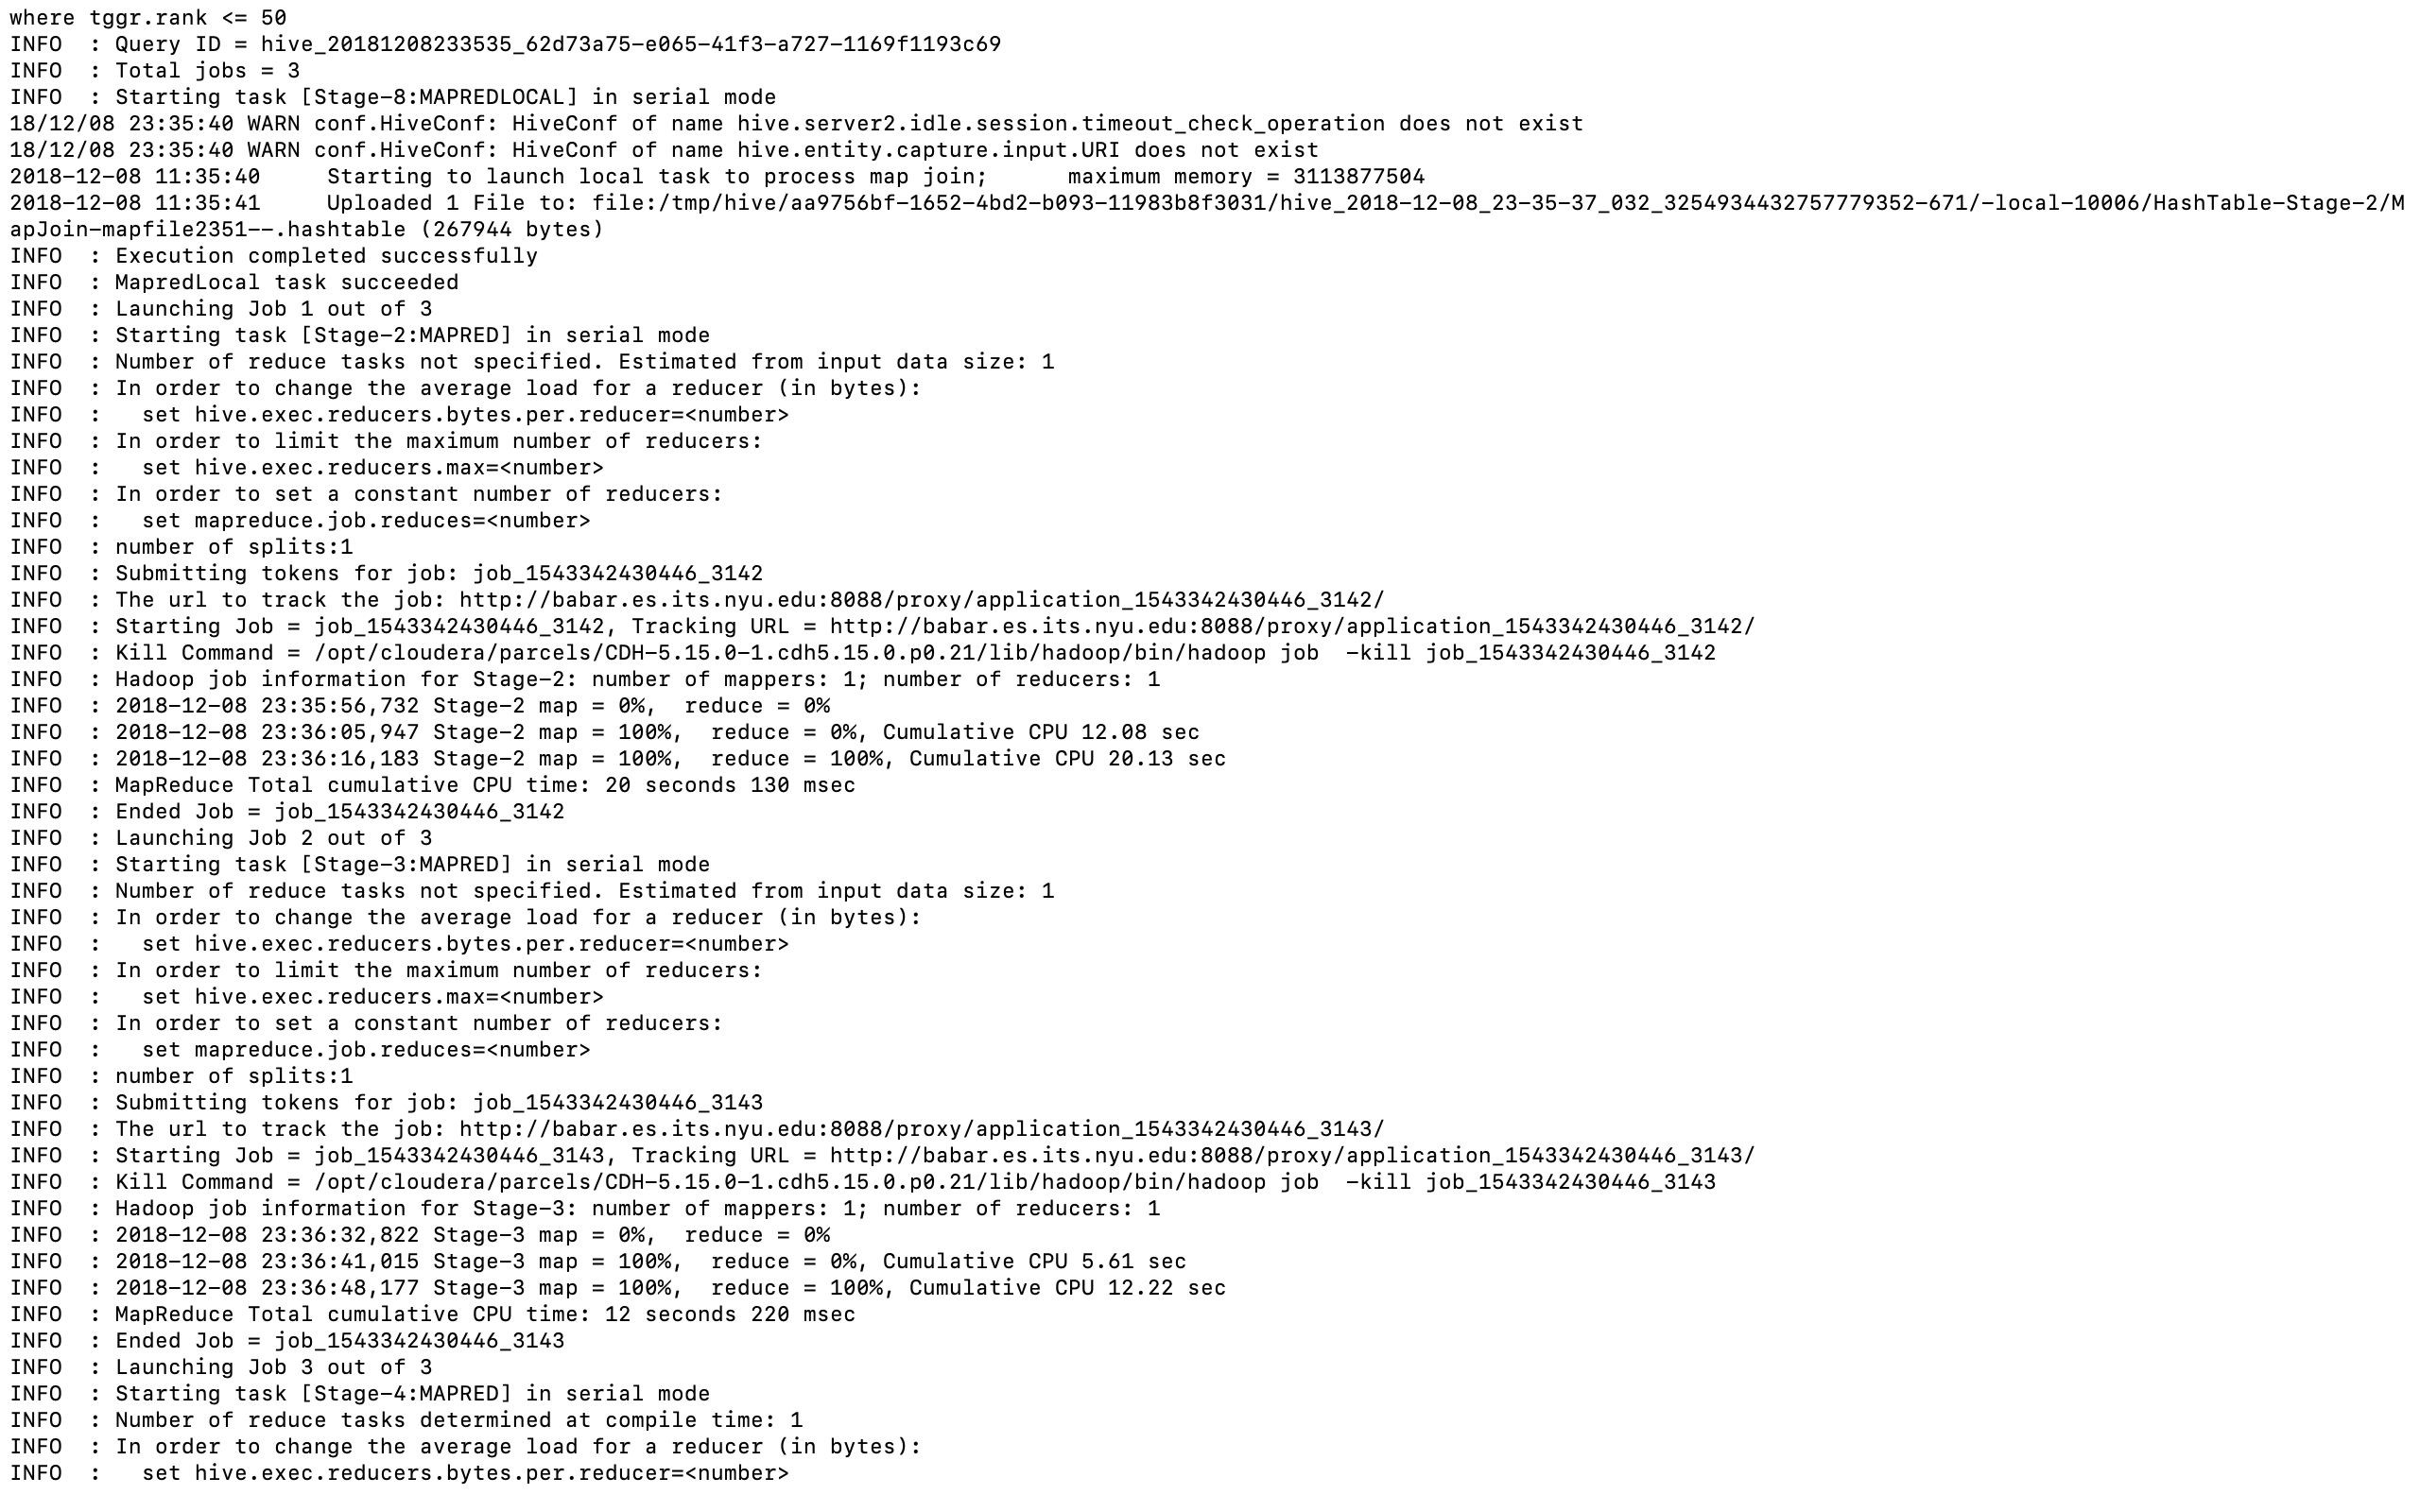 where tggr.rank <= 50
INFO  : Query ID = hive_20181208233535_62d73a75-e065-41f3-a727-1169f1193c69
INFO  : Total jobs = 3
INFO  : Starting task [Stage-8:MAPREDLOCAL] in serial mode
18/12/08 23:35:40 WARN conf.HiveConf: HiveConf of name hive.server2.idle.session.timeout_check_operation does not exist
18/12/08 23:35:40 WARN conf.HiveConf: HiveConf of name hive.entity.capture.input.URI does not exist
2018-12-08 11:35:40     Starting to launch local task to process map join;      maximum memory = 3113877504
2018-12-08 11:35:41     Uploaded 1 File to: file:/tmp/hive/aa9756bf-1652-4bd2-b093-11983b8f3031/hive_2018-12-08_23-35-37_032_3254934432757779352-671/-local-10006/HashTable-Stage-2/M
apJoin-mapfile2351--.hashtable (267944 bytes)
INFO  : Execution completed successfully
INFO  : MapredLocal task succeeded
INFO  : Launching Job 1 out of 3
INFO  : Starting task [Stage-2:MAPRED] in serial mode
INFO  : Number of reduce tasks not specified. Estimated from input data size: 1
INFO  : In order to change the average load for a reducer (in bytes):
INFO  :   set hive.exec.reducers.bytes.per.reducer=<number>
INFO  : In order to limit the maximum number of reducers:
INFO  :   set hive.exec.reducers.max=<number>
INFO  : In order to set a constant number of reducers:
INFO  :   set mapreduce.job.reduces=<number>
INFO  : number of splits:1
INFO  : Submitting tokens for job: job_1543342430446_3142
INFO  : The url to track the job: http://babar.es.its.nyu.edu:8088/proxy/application_1543342430446_3142/
INFO  : Starting Job = job_1543342430446_3142, Tracking URL = http://babar.es.its.nyu.edu:8088/proxy/application_1543342430446_3142/
INFO  : Kill Command = /opt/cloudera/parcels/CDH-5.15.0-1.cdh5.15.0.p0.21/lib/hadoop/bin/hadoop job  -kill job_1543342430446_3142
INFO  : Hadoop job information for Stage-2: number of mappers: 1; number of reducers: 1
INFO  : 2018-12-08 23:35:56,732 Stage-2 map = 0%,  reduce = 0%
INFO  : 2018-12-08 23:36:05,947 Stage-2 map = 100%,  reduce = 0%, Cumulative CPU 12.08 sec
INFO  : 2018-12-08 23:36:16,183 Stage-2 map = 100%,  reduce = 100%, Cumulative CPU 20.13 sec
INFO  : MapReduce Total cumulative CPU time: 20 seconds 130 msec
INFO  : Ended Job = job_1543342430446_3142
INFO  : Launching Job 2 out of 3
INFO  : Starting task [Stage-3:MAPRED] in serial mode
INFO  : Number of reduce tasks not specified. Estimated from input data size: 1
INFO  : In order to change the average load for a reducer (in bytes):
INFO  :   set hive.exec.reducers.bytes.per.reducer=<number>
INFO  : In order to limit the maximum number of reducers:
INFO  :   set hive.exec.reducers.max=<number>
INFO  : In order to set a constant number of reducers:
INFO  :   set mapreduce.job.reduces=<number>
INFO  : number of splits:1
INFO  : Submitting tokens for job: job_1543342430446_3143
INFO  : The url to track the job: http://babar.es.its.nyu.edu:8088/proxy/application_1543342430446_3143/
INFO  : Starting Job = job_1543342430446_3143, Tracking URL = http://babar.es.its.nyu.edu:8088/proxy/application_1543342430446_3143/
INFO  : Kill Command = /opt/cloudera/parcels/CDH-5.15.0-1.cdh5.15.0.p0.21/lib/hadoop/bin/hadoop job  -kill job_1543342430446_3143
INFO  : Hadoop job information for Stage-3: number of mappers: 1; number of reducers: 1
INFO  : 2018-12-08 23:36:32,822 Stage-3 map = 0%,  reduce = 0%
INFO  : 2018-12-08 23:36:41,015 Stage-3 map = 100%,  reduce = 0%, Cumulative CPU 5.61 sec
INFO  : 2018-12-08 23:36:48,177 Stage-3 map = 100%,  reduce = 100%, Cumulative CPU 12.22 sec
INFO  : MapReduce Total cumulative CPU time: 12 seconds 220 msec
INFO  : Ended Job = job_1543342430446_3143
INFO  : Launching Job 3 out of 3
INFO  : Starting task [Stage-4:MAPRED] in serial mode
INFO  : Number of reduce tasks determined at compile time: 1
INFO  : In order to change the average load for a reducer (in bytes):
INFO  :   set hive.exec.reducers.bytes.per.reducer=<number>